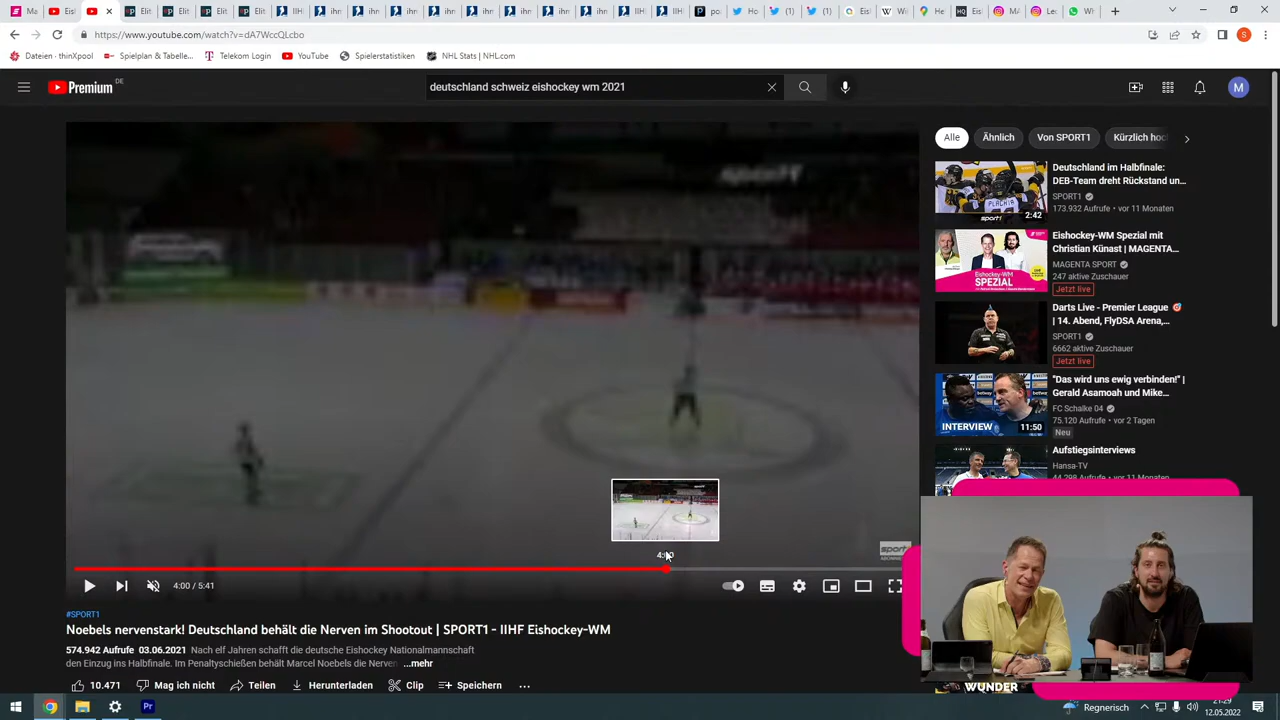 https://www.youtube.com/watch?v=dA7WccQLcbo
Dateien - thinXpool
Spielplan & Tabelle...
Telekom Login
YouTube
Spielerstatistiken
NHL Stats | NHL.com
Premium DE
deutschland schweiz eishockey wm 2021
M
Alle
Ähnlich
Von SPORT1
Deutschland im Halbfinale:
DEB-Team dreht Rückstand un...
SPORT1
173.932 Aufrufe • vor 11 Monaten
2:42
Eishockey-WM Spezial mit
Christian Künast | MAGENTA...
MAGENTA SPORT
247 aktive Zuschauer
Jetzt live
Eishockey-WM
SPEZIAL
Darts Live - Premier League
| 14. Abend, FlyDSA Arena,...
SPORT1
6662 aktive Zuschauer
Jetzt live
"Das wird uns ewig verbinden!" |
Gerald Asamoah und Mike...
FC Schalke 04
75.120 Aufrufe • vor 2 Tagen
Neu
INTERVIEW
11:50
Aufstiegsinterviews
Hansa-TV
4:00 / 5:41
#SPORT1
Noebels nervenstark! Deutschland behält die Nerven im Shootout | SPORT1 - IIHF Eishockey-WM
574.942 Aufrufe 03.06.2021 Nach elf Jahren schafft die deutsche Eishockey Nationalmannschaft
den Einzug ins Halbfinale. Im Penaltyschießen behält Marcel Noebels die Nerven ...mehr
10.471
Mag ich nicht
Teilen
Herunterladen
Clip
Speichern
WUNDER
Pr
Regnerisch
21:29
12.05.2022